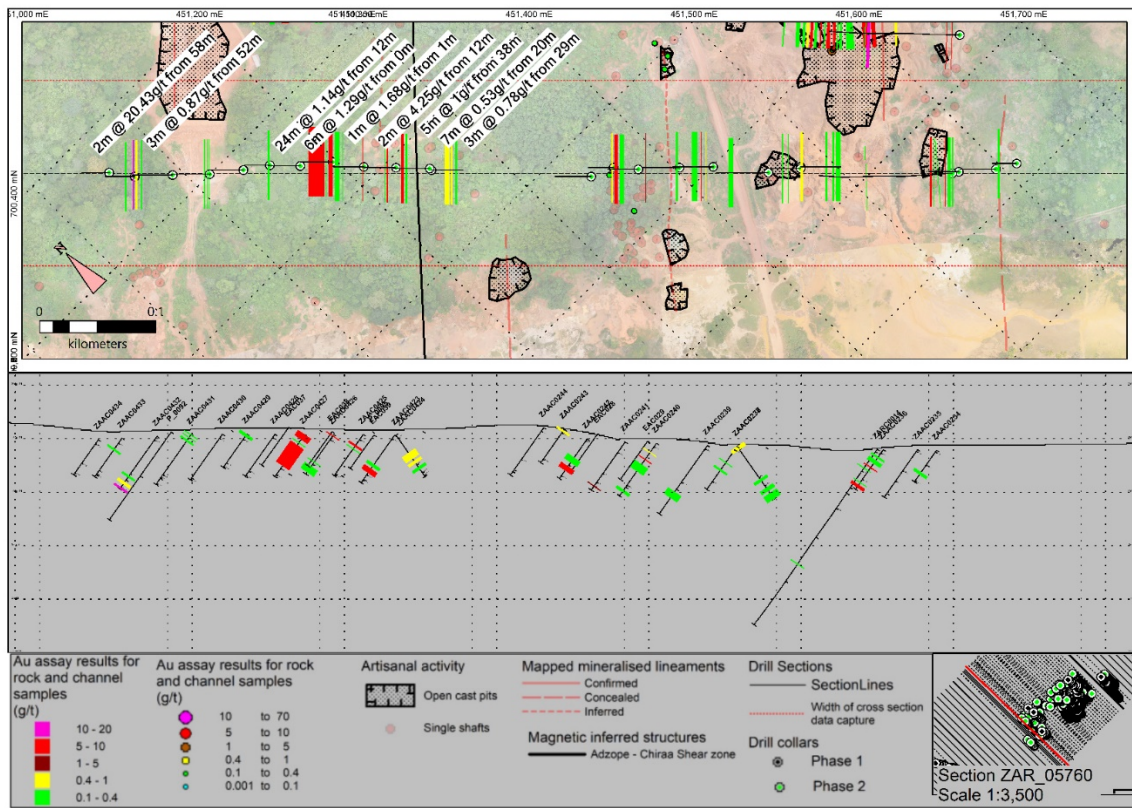 451,000 mE
451,200 mE
451,400 mE
451,500 mE
451,600 mE
451,700 mE
2m @ 20.43g/t from 58m
3m @ 0.87g/t from 52m
24m @ 1.14g/t from 12m
6m @ 1.29g/t from 0m
1m @ 1.68g/t from 1m
2m @ 4.25g/t from 12m
5m @ 1g/t from 38m
7m @ 0.53g/t from 20m
3m @ 0.78g/t from 29m
700,400 mN
N
0
0.1
kilometers
ZAAC0434
ZAAC0433
ZAAC0432
P_9092
ZAAC0431
ZAAC0430
ZAAC0429
ZAAC0427
ZAAC0244
ZAAC0243
ZAAC0241
ZAAC0240
ZAAC0239
ZAAC0238
ZAAC0235
ZAAC0234
Au assay results for
rock and channel
samples
(g/t)
10 - 20
5 - 10
1 - 5
0.4 - 1
0.1 - 0.4
Au assay results for rock
and channel samples
(g/t)
10 to 70
5 to 10
1 to 5
0.4 to 1
0.1 to 0.4
0.001 to 0.1
Artisanal activity
Open cast pits
Single shafts
Mapped mineralised lineaments
Confirmed
Concealed
Inferred
Magnetic inferred structures
Adzope - Chiraa Shear zone
Drill Sections
SectionLines
Width of cross section
data capture
Drill collars
Phase 1
Phase 2
Section ZAR_05760
Scale 1:3,500